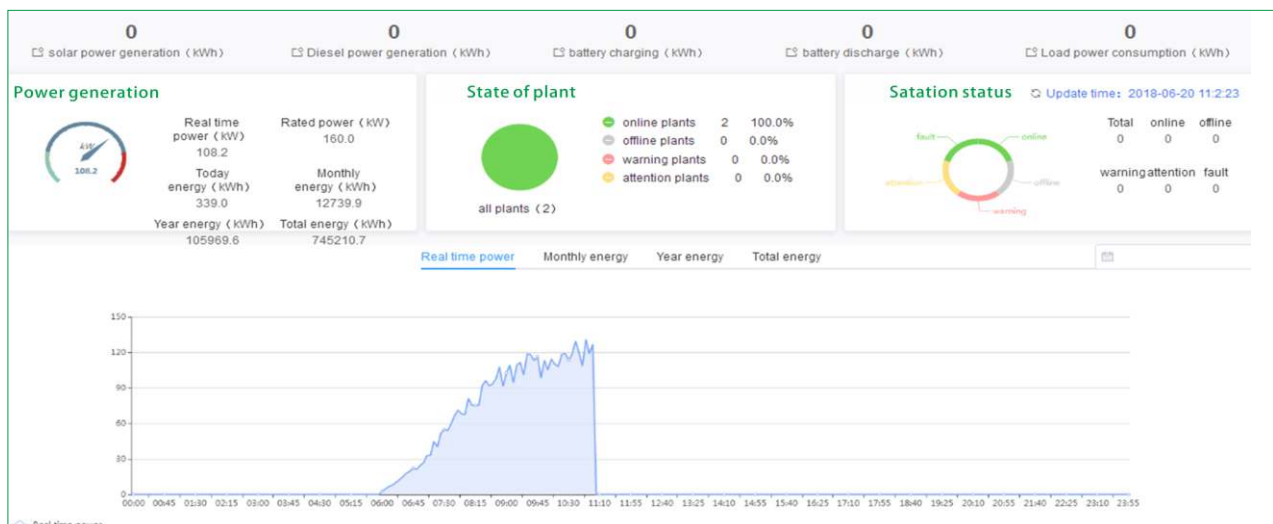 0 0 0 0 0
solar power generation (kWh) Diesel power generation (kWh) battery charging (kWh) battery discharge (kWh) Load power consumption (kWh)
Power generation
kW
108.2
Real time
power (kW)
108.2
Rated power (kW)
160.0
Today
energy (kWh)
339.0
Monthly
energy (kWh)
12739.9
Year energy (kWh)
105969.6
Total energy (kWh)
745210.7
State of plant
all plants (2)
online plants 2 100.0%
offline plants 0 0.0%
warning plants 0 0.0%
attention plants 0 0.0%
Satation status Update time: 2018-06-20 11:2:23
fault online
attention offline
warning
Total online offline
0 0 0
warning attention fault
0 0 0
Real time power Monthly energy Year energy Total energy
150
120
90
60
30
0
00:00 00:45 01:30 02:15 03:00 03:45 04:30 05:15 06:00 06:45 07:30 08:15 09:00 09:45 10:30 11:10 11:55 12:40 13:25 14:10 14:55 15:40 16:25 17:10 17:55 18:40 19:25 20:10 20:55 21:40 22:25 23:10 23:55
Real time power